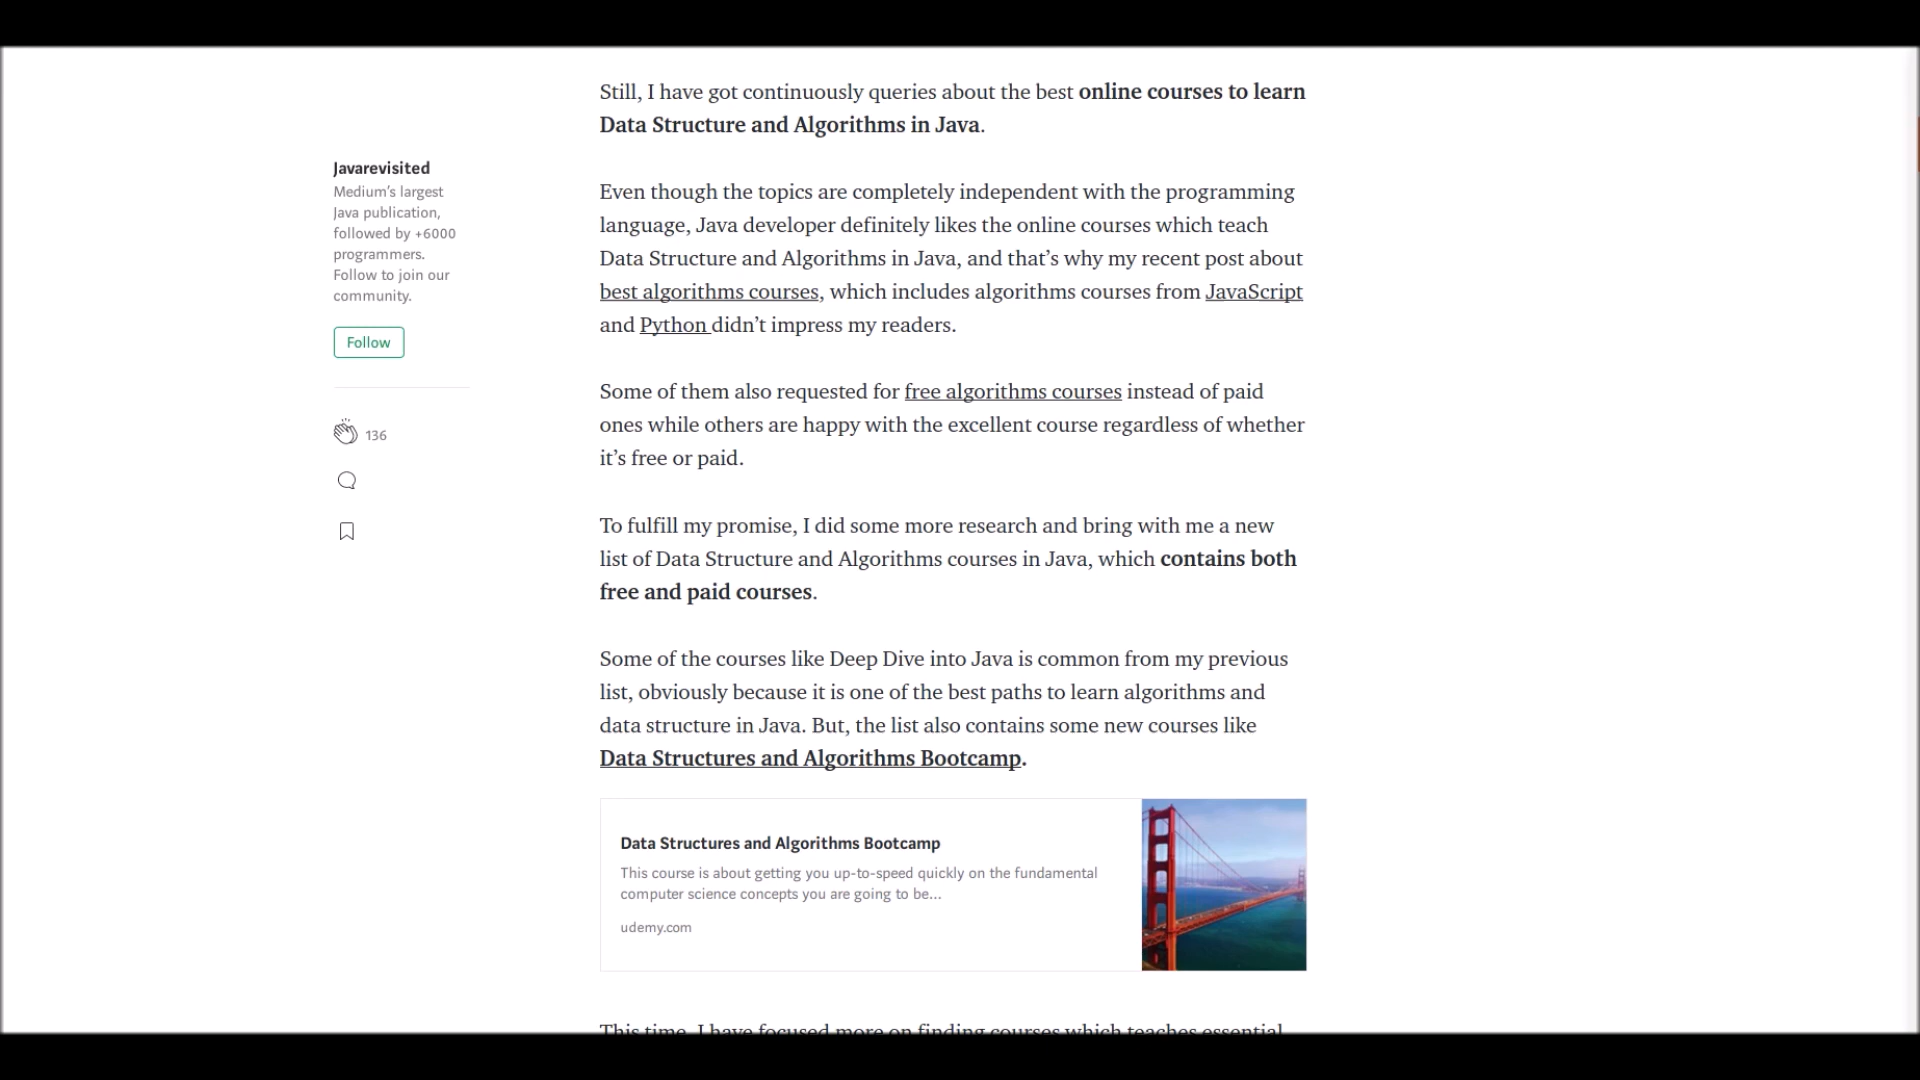 Still, I have got continuously queries about the best online courses to learn
Data Structure and Algorithms in Java.
Javarevisited
Medium’s largest
Java publication,
followed by +6000
programmers.
Follow to join our
community.
Follow
136
Even though the topics are completely independent with the programming
language, Java developer definitely likes the online courses which teach
Data Structure and Algorithms in Java, and that’s why my recent post about
best algorithms courses, which includes algorithms courses from JavaScript
and Python didn’t impress my readers.
Some of them also requested for free algorithms courses instead of paid
ones while others are happy with the excellent course regardless of whether
it’s free or paid.
To fulfill my promise, I did some more research and bring with me a new
list of Data Structure and Algorithms courses in Java, which contains both
free and paid courses.
Some of the courses like Deep Dive into Java is common from my previous
list, obviously because it is one of the best paths to learn algorithms and
data structure in Java. But, the list also contains some new courses like
Data Structures and Algorithms Bootcamp.
Data Structures and Algorithms Bootcamp
This course is about getting you up-to-speed quickly on the fundamental
computer science concepts you are going to be...
udemy.com
This time, I have focused more on finding courses which teaches essential